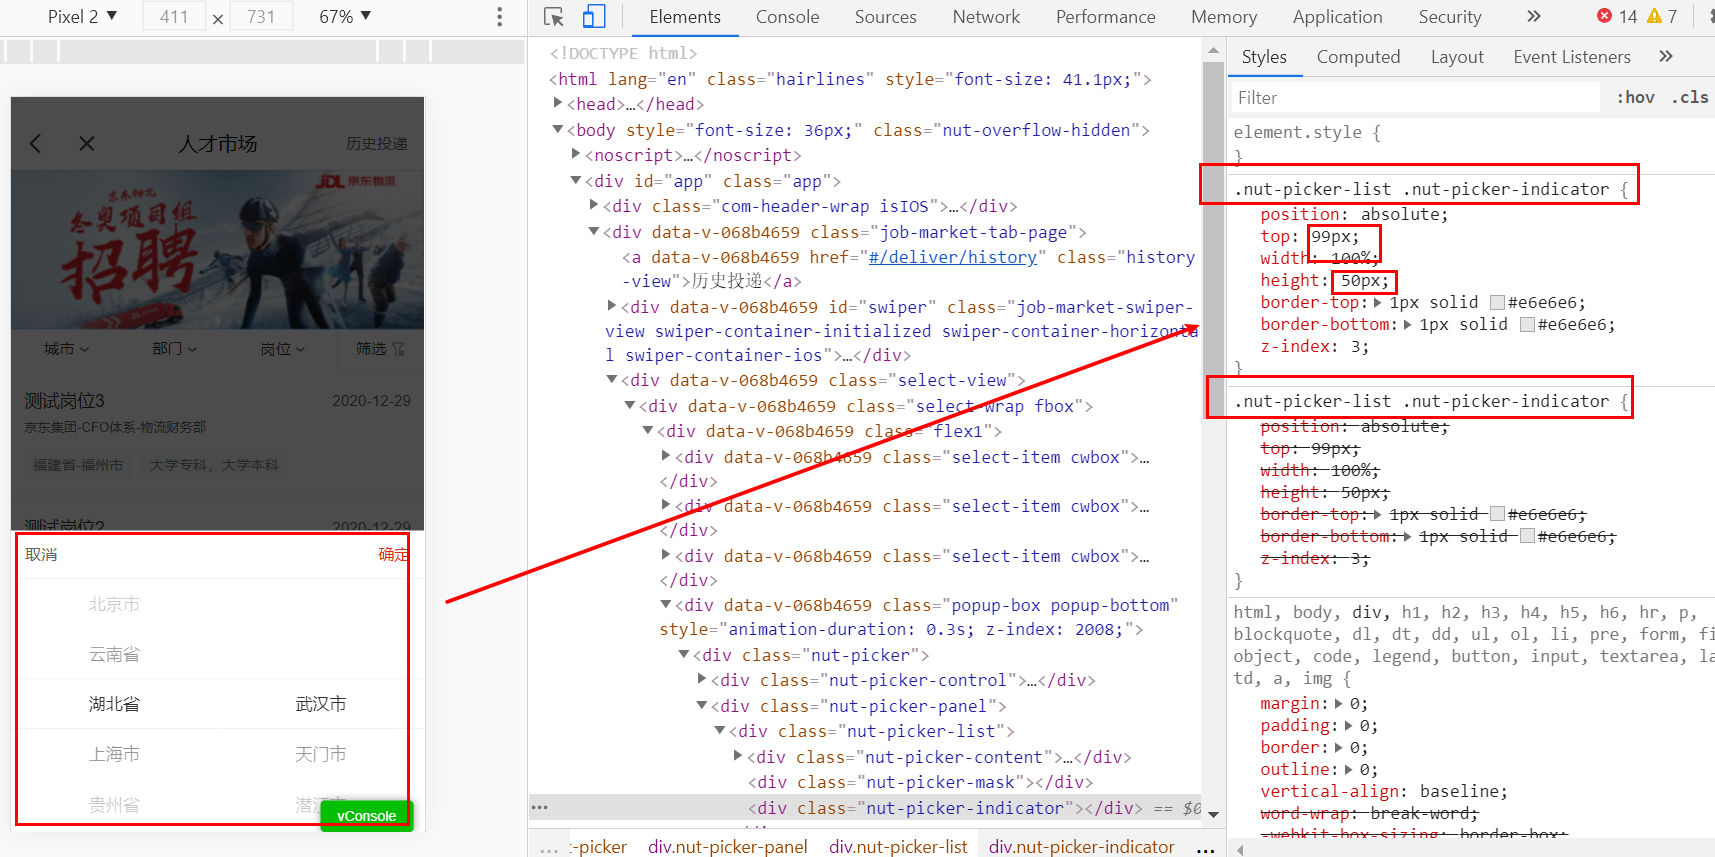 Pixel 2 ▼ 411 × 731 67% ▼
人才市场 历史投递
JDL 京东物流
京东物流
冬奥项目组
招聘
城市 部门 岗位 筛选
测试岗位3 2020-12-29
京东集团-CFO体系-物流财务部
福建省-福州市 大学专科，大学本科
测试岗位2 2020-12-29
取消 确定
北京市
云南省
湖北省 武汉市
上海市 天门市
贵州省 潜江
vConsole
Elements Console Sources Network Performance Memory Application Security » 14 7
<!DOCTYPE html>
<html lang="en" class="hairlines" style="font-size: 41.1px;">
▶<head>…</head>
▼<body style="font-size: 36px;" class="nut-overflow-hidden">
▶<noscript>…</noscript>
▼<div id="app" class="app">
▶<div class="com-header-wrap isIOS">…</div>
▼<div data-v-068b4659 class="job-market-tab-page">
<a data-v-068b4659 href="#/deliver/history" class="history
-view">历史投递</a>
▶<div data-v-068b4659 id="swiper" class="job-market-swiper-
view swiper-container-initialized swiper-container-horizonta
l swiper-container-ios">…</div>
▼<div data-v-068b4659 class="select-view">
▼<div data-v-068b4659 class="select-wrap fbox">
▼<div data-v-068b4659 class="flex1">
▶<div data-v-068b4659 class="select-item cwbox">…
</div>
▶<div data-v-068b4659 class="select-item cwbox">…
</div>
▶<div data-v-068b4659 class="select-item cwbox">…
</div>
▼<div data-v-068b4659 class="popup-box popup-bottom"
style="animation-duration: 0.3s; z-index: 2008;">
▼<div class="nut-picker">
▶<div class="nut-picker-control">…</div>
▼<div class="nut-picker-panel">
▼<div class="nut-picker-list">
▶<div class="nut-picker-content">…</div>
<div class="nut-picker-mask"></div>
… <div class="nut-picker-indicator"></div> == $0
… t-picker div.nut-picker-panel div.nut-picker-list div.nut-picker-indicator …
Styles Computed Layout Event Listeners »
Filter :hov .cls
element.style {
}
.nut-picker-list .nut-picker-indicator {
position: absolute;
top: 99px;
width: 100%;
height: 50px;
border-top:▶ 1px solid #e6e6e6;
border-bottom:▶ 1px solid #e6e6e6;
z-index: 3;
}
.nut-picker-list .nut-picker-indicator {
position: absolute;
top: 99px;
width: 100%;
height: 50px;
border-top:▶ 1px solid #e6e6e6;
border-bottom:▶ 1px solid #e6e6e6;
z-index: 3;
}
html, body, div, h1, h2, h3, h4, h5, h6, hr, p,
blockquote, dl, dt, dd, ul, ol, li, pre, form, fi
object, code, legend, button, input, textarea, la
td, a, img {
margin:▶ 0;
padding:▶ 0;
border:▶ 0;
outline:▶ 0;
vertical-align: baseline;
word-wrap: break-word;
-webkit-box-sizing: border-box;